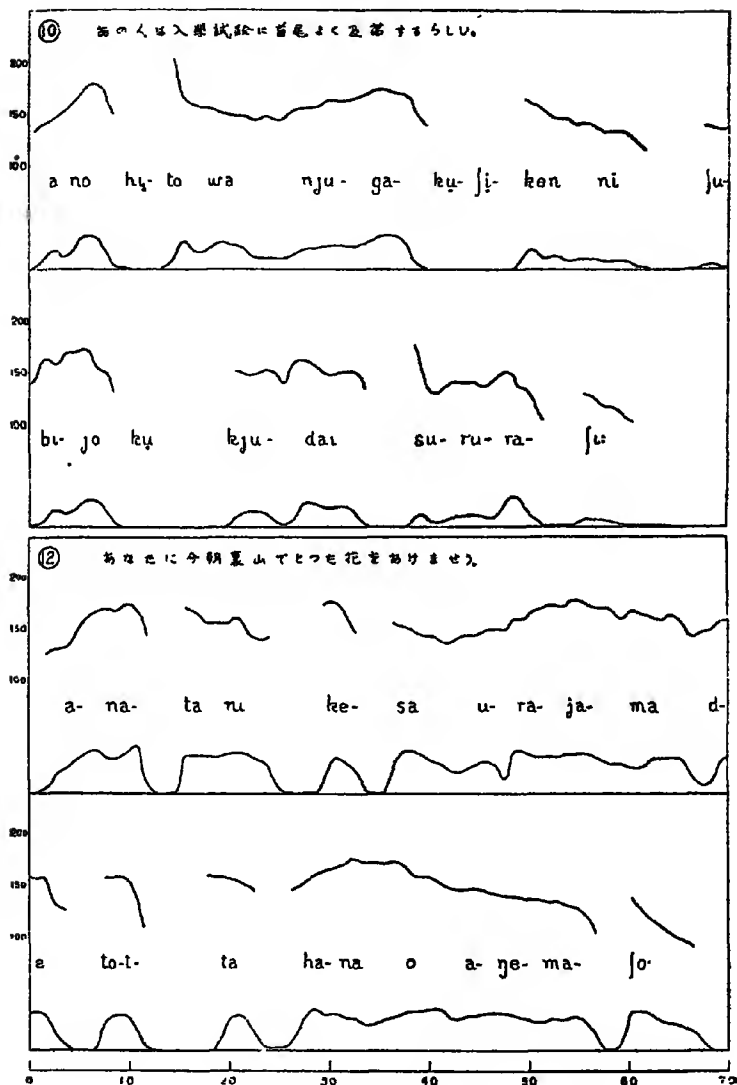 ⑩ あの人は入學試験に首尾よく及第するらしい。
200
150
100
a no hi̥- to wa nju- ga- ku̥- ʃi̥- ken ni ʃu-
200
150
100
bi- jo ku̥ kju- dai su- ru- ra- ʃi:
⑫ あなたに今朝裏山でとつた花をあげませう。
200
150
100
a- na- ta ni ke- sa u- ra- ja- ma d-
200
150
100
e to-t- ta ha- na o a- ŋe- ma- ʃo·
0 10 20 30 40 50 60 70